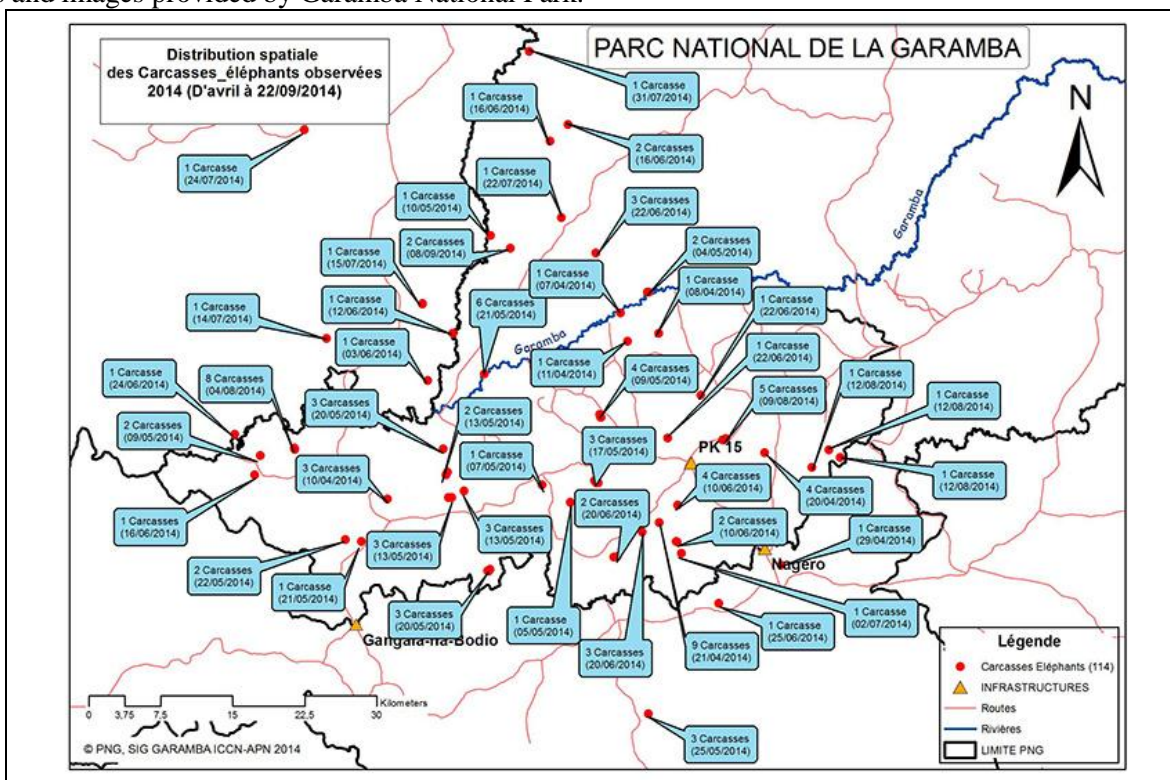 s and images provided by Garamba National Park.
Distribution spatiale
des Carcasses_éléphants observées
2014 (D'avril à 22/09/2014)
PARC NATIONAL DE LA GARAMBA
N
1 Carcasse
(31/07/2014)
1 Carcasse
(16/06/2014)
2 Carcasses
(16/06/2014)
1 Carcasse
(24/07/2014)
1 Carcasse
(22/07/2014)
1 Carcasse
(10/05/2014)
3 Carcasses
(22/06/2014)
Garamba
2 Carcasses
(08/09/2014)
2 Carcasses
(04/05/2014)
1 Carcasse
(15/07/2014)
1 Carcasse
(07/04/2014)
1 Carcasse
(08/04/2014)
1 Carcasse
(12/06/2014)
6 Carcasses
(21/05/2014)
1 Carcasse
(22/06/2014)
1 Carcasse
(14/07/2014)
Garamba
1 Carcasse
(03/06/2014)
1 Carcasse
(11/04/2014)
1 Carcasse
(22/06/2014)
1 Carcasse
(24/06/2014)
8 Carcasses
(04/08/2014)
4 Carcasses
(09/05/2014)
1 Carcasse
(12/08/2014)
3 Carcasses
(20/05/2014)
2 Carcasses
(13/05/2014)
5 Carcasses
(09/08/2014)
1 Carcasse
(12/08/2014)
2 Carcasses
(09/05/2014)
3 Carcasses
(17/05/2014)
PK 15
1 Carcasse
(07/05/2014)
3 Carcasses
(10/04/2014)
1 Carcasse
(12/08/2014)
4 Carcasses
(10/06/2014)
4 Carcasses
(20/04/2014)
1 Carcasse
(16/06/2014)
2 Carcasses
(20/06/2014)
3 Carcasses
(13/05/2014)
3 Carcasses
(13/05/2014)
2 Carcasses
(10/06/2014)
1 Carcasse
(29/04/2014)
2 Carcasses
(22/05/2014)
1 Carcasse
(21/05/2014)
Nagero
3 Carcasses
(20/05/2014)
1 Carcasse
(05/05/2014)
1 Carcasse
(02/07/2014)
Gangala-na-Bodio
3 Carcasses
(20/06/2014)
9 Carcasses
(21/04/2014)
1 Carcasse
(25/06/2014)
3 Carcasses
(25/05/2014)
Légende
Carcasses Eléphants (114)
INFRASTRUCTURES
Routes
Rivières
LIMITE PNG
Kilometers
0 3,75 7,5 15 22,5 30
© PNG, SIG GARAMBA ICCN-APN 2014